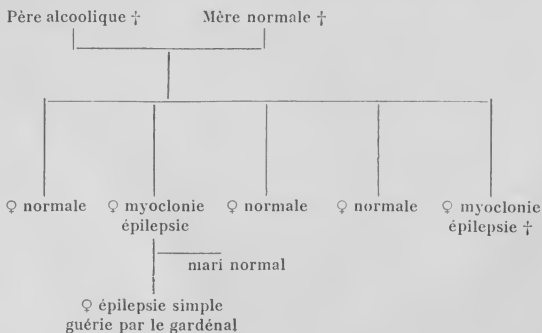 Père alcoolique † Mère normale †
♀ normale ♀ myoclonie ♀ normale ♀ normale ♀ myoclonie
épilepsie épilepsie †
mari normal
♀ épilepsie simple
guérie par le gardénal